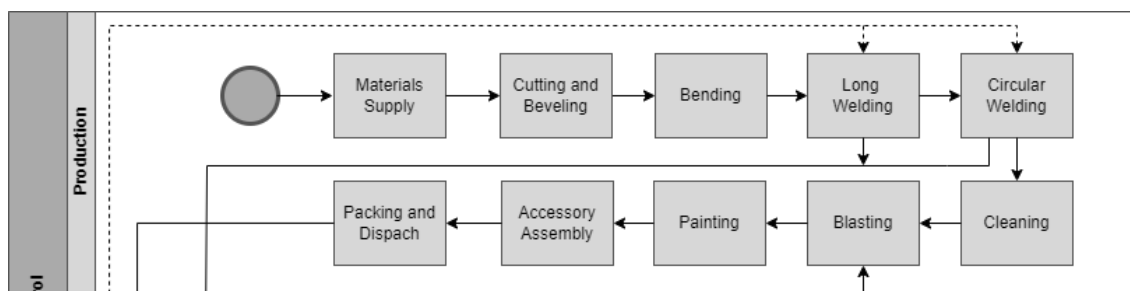 Production
Materials
Supply
Cutting and
Beveling
Bending
Long
Welding
Circular
Welding
Packing and
Dispach
Accessory
Assembly
Painting
Blasting
Cleaning
rol